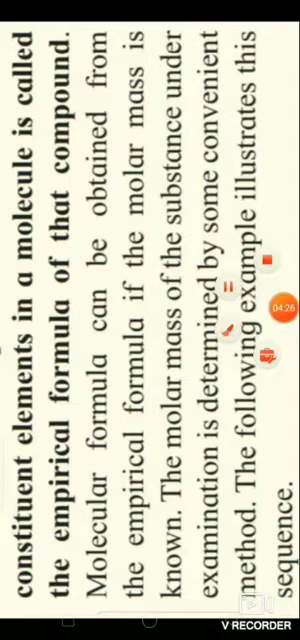 constituent elements in a molecule is called
the empirical formula of that compound.
Molecular formula can be obtained from
the empirical formula if the molar mass is
known. The molar mass of the substance under
examination is determined by some convenient
method. The following example illustrates this
sequence.
04:26
V RECORDER